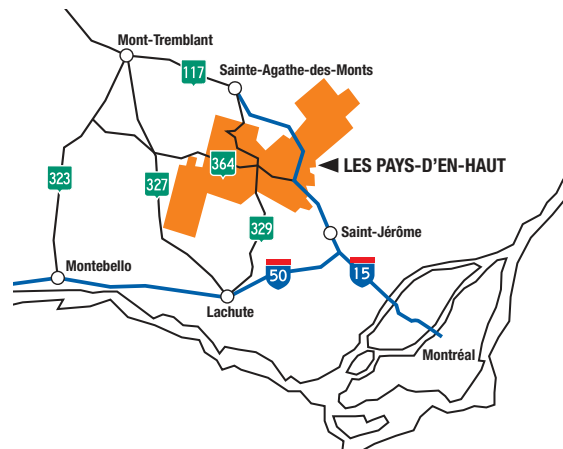 Mont-Tremblant
117
Sainte-Agathe-des-Monts
364
LES PAYS-D'EN-HAUT
323
327
329
Saint-Jérôme
Montebello
50
15
Lachute
Montréal